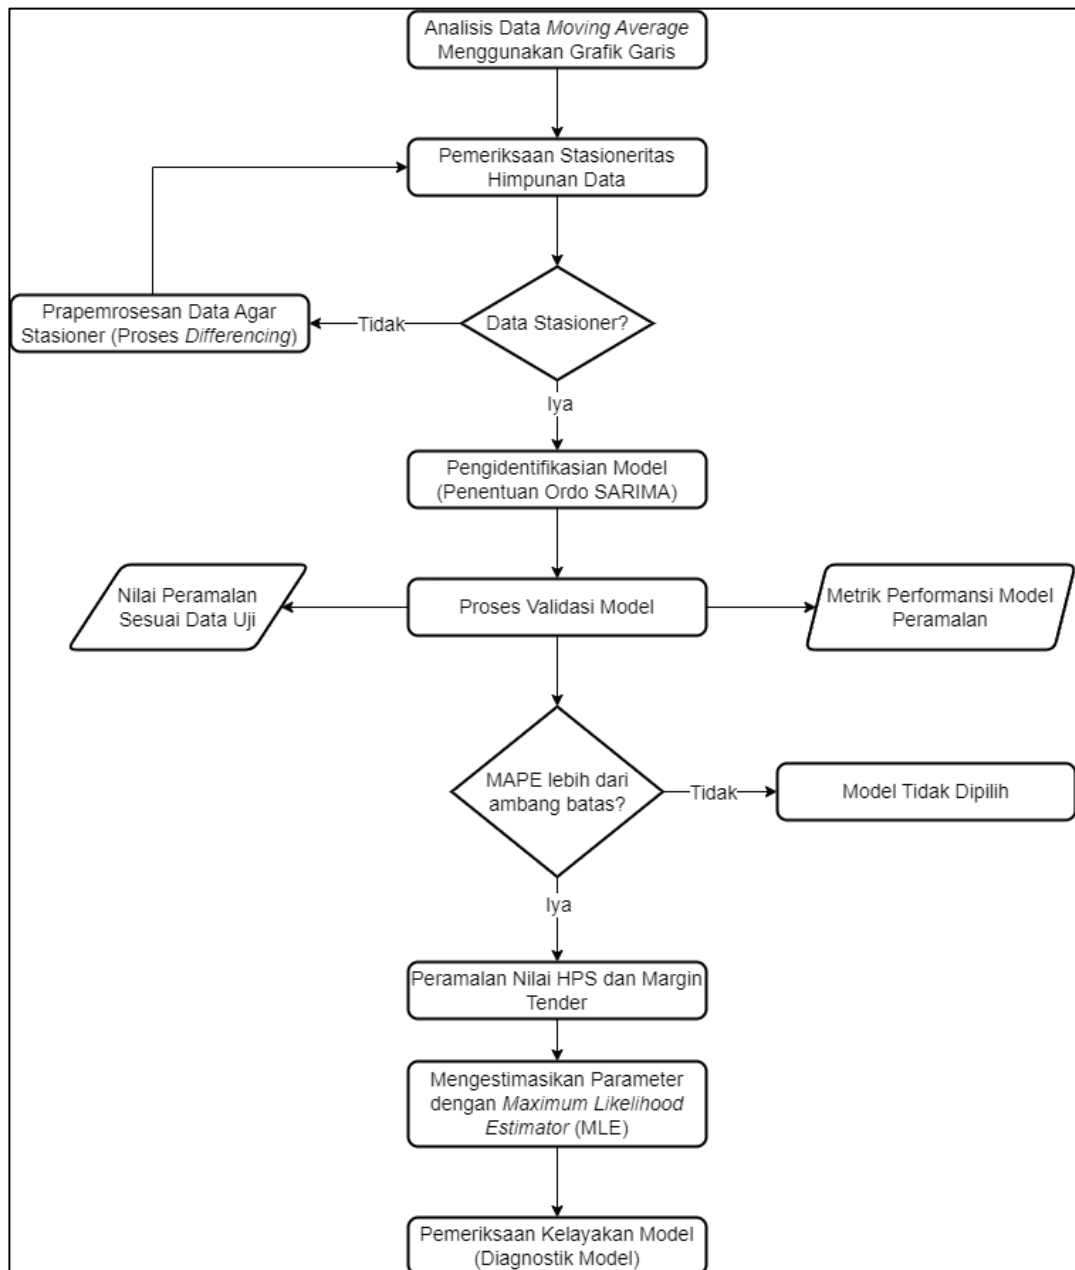 Analisis Data Moving Average
Menggunakan Grafik Garis
Pemeriksaan Stasioneritas
Himpunan Data
Prapemrosesan Data Agar
Stasioner (Proses Differencing)
Tidak
Data Stasioner?
Iya
Pengidentifikasian Model
(Penentuan Ordo SARIMA)
Nilai Peramalan
Sesuai Data Uji
Proses Validasi Model
Metrik Performansi Model
Peramalan
MAPE lebih dari
ambang batas?
Tidak
Model Tidak Dipilih
Iya
Peramalan Nilai HPS dan Margin
Tender
Mengestimasikan Parameter
dengan Maximum Likelihood
Estimator (MLE)
Pemeriksaan Kelayakan Model
(Diagnostik Model)